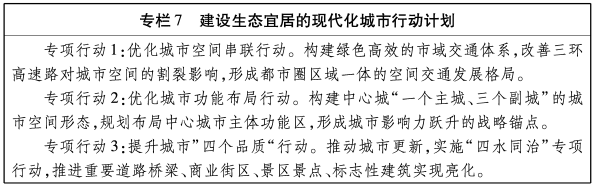 专栏 7　建设生态宜居的现代化城市行动计划
专项行动 1:优化城市空间串联行动。构建绿色高效的市域交通体系,改善三环
高速路对城市空间的割裂影响,形成都市圈区域一体的空间交通发展格局。
专项行动 2:优化城市功能布局行动。构建中心城“一个主城、三个副城”的城
市空间形态,规划布局中心城市主体功能区,形成城市影响力跃升的战略锚点。
专项行动 3:提升城市”四个品质“行动。推动城市更新,实施“四水同治”专项
行动,推进重要道路桥梁、商业街区、景区景点、标志性建筑实现亮化。